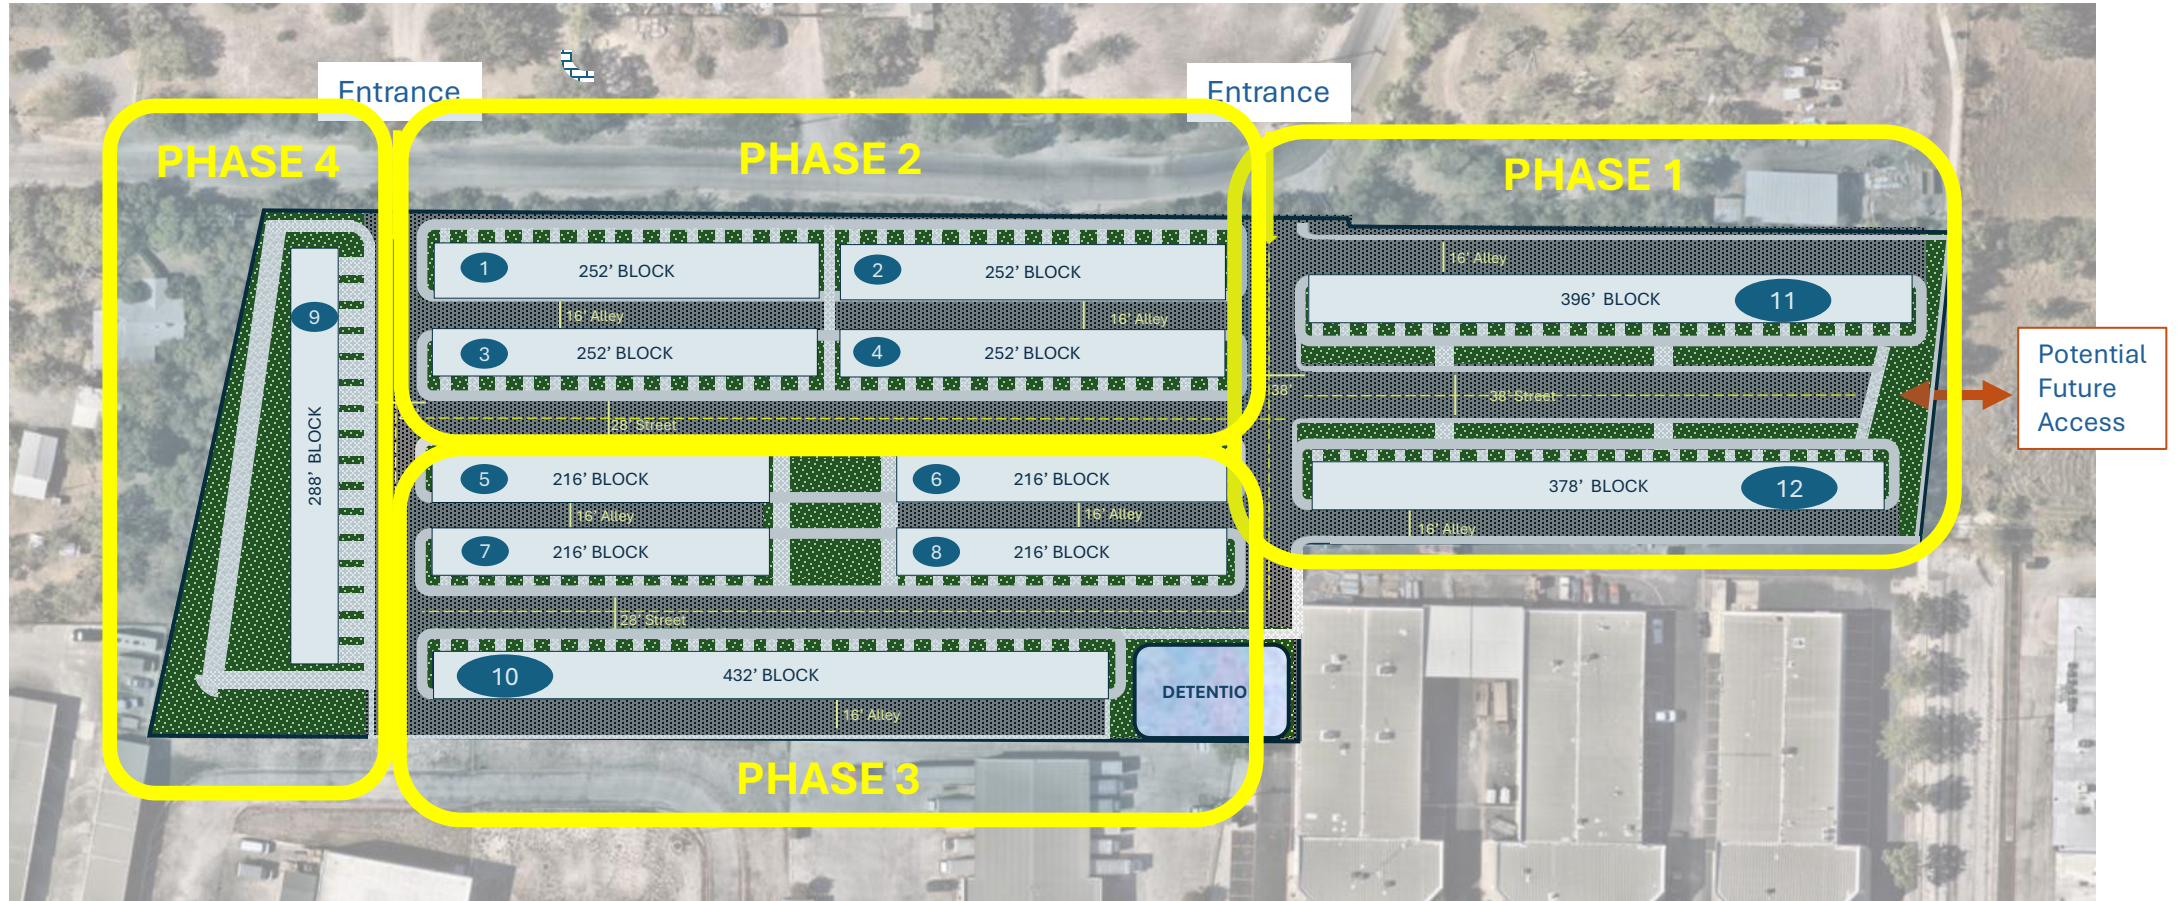 Entrance
Entrance
PHASE 4
PHASE 2
PHASE 1
1
252’ BLOCK
2
252’ BLOCK
16’ Alley
396’ BLOCK
11
9
16’ Alley
16’ Alley
3
252’ BLOCK
4
252’ BLOCK
Potential
Future
Access
38’
38’ Street
28’ Street
288’ BLOCK
5
216’ BLOCK
6
216’ BLOCK
378’ BLOCK
12
16’ Alley
16’ Alley
16’ Alley
7
216’ BLOCK
8
216’ BLOCK
28’ Street
10
432’ BLOCK
DETENTIO
16’ Alley
PHASE 3